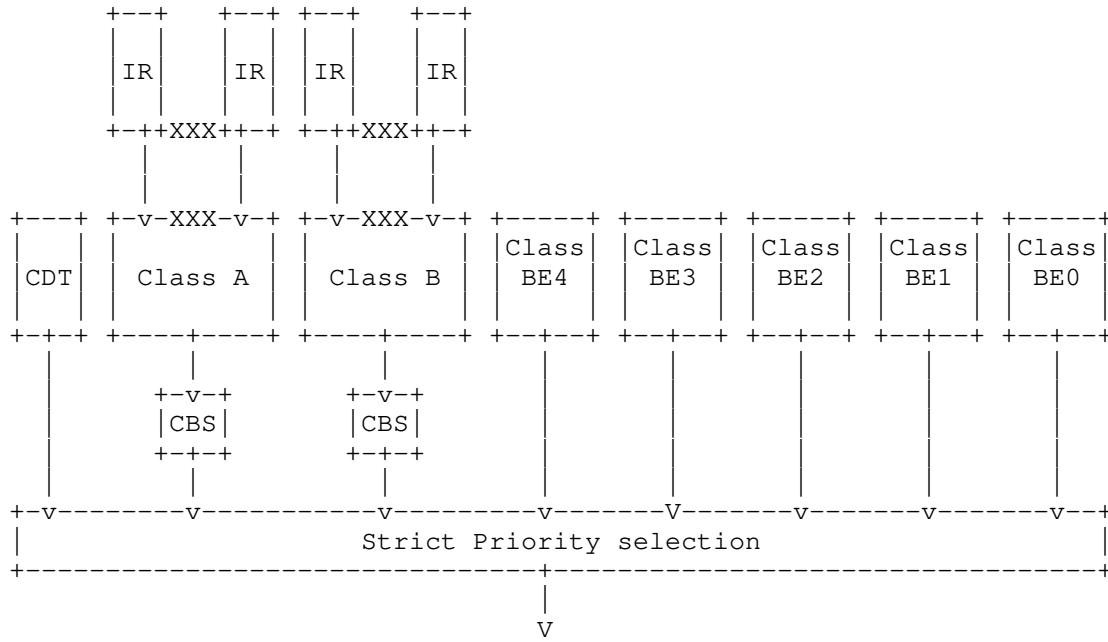 IR IR IR IR
XXX XXX
v XXX v v XXX v
Class Class Class Class Class
CDT Class A Class B BE4 BE3 BE2 BE1 BE0
v v
CBS CBS
v v v v V v v v
Strict Priority selection
V